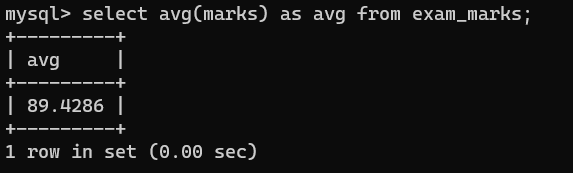 mysql> select avg(marks) as avg from exam_marks;
+---------+
| avg     |
+---------+
| 89.4286 |
+---------+
1 row in set (0.00 sec)